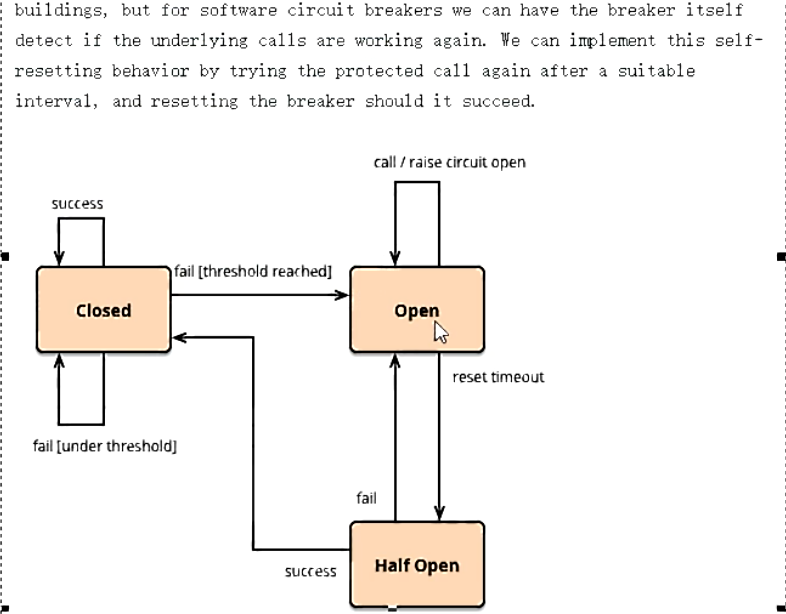 buildings, but for software circuit breakers we can have the breaker itself
detect if the underlying calls are working again. We can implement this self-
resetting behavior by trying the protected call again after a suitable
interval, and resetting the breaker should it succeed.
call / raise circuit open
success
fail [threshold reached]
Closed
Open
reset timeout
fail [under threshold]
fail
Half Open
success